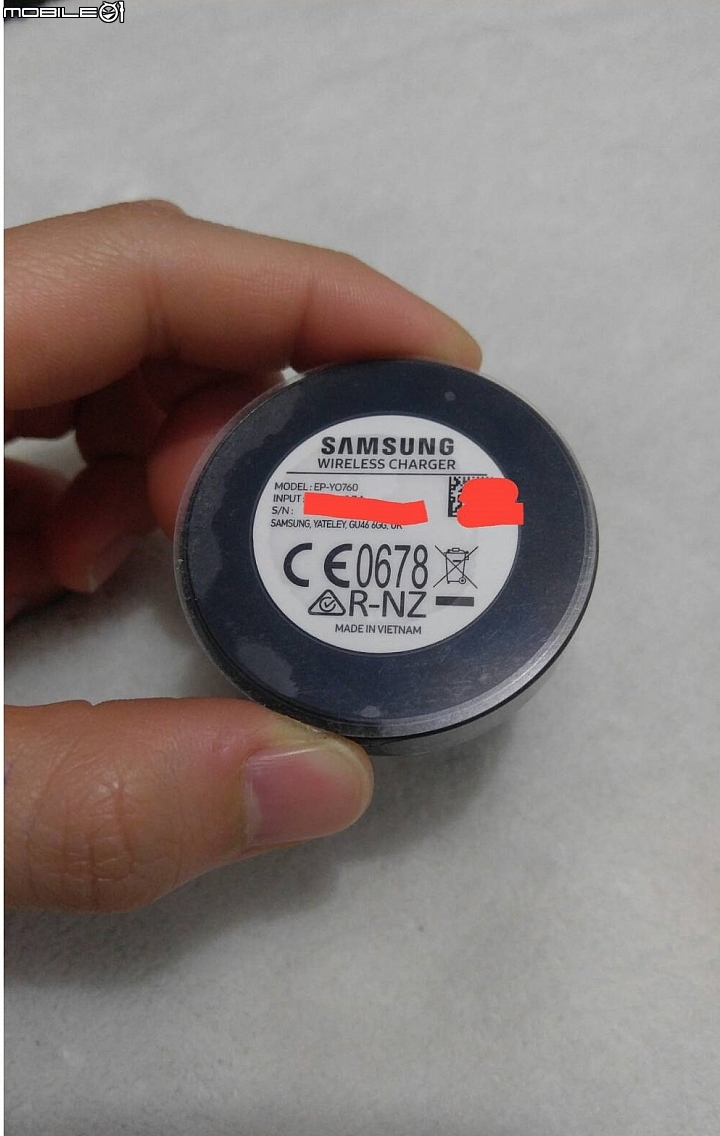 MOBILE01
SAMSUNG
WIRELESS CHARGER
MODEL : EP-YO760
INPUT :
S/N :
SAMSUNG, YATELEY, GU46 6GG, UK
CE0678
R-NZ
MADE IN VIETNAM